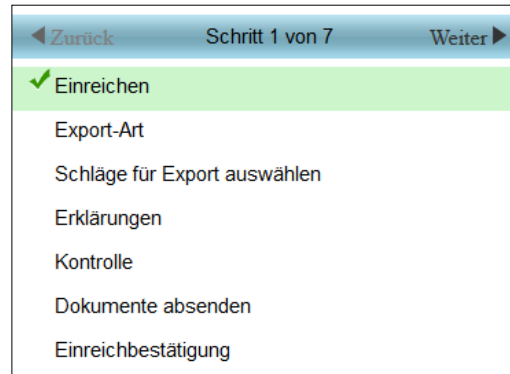 Zurück Schritt 1 von 7 Weiter
Einreichen
Export-Art
Schläge für Export auswählen
Erklärungen
Kontrolle
Dokumente absenden
Einreichbestätigung